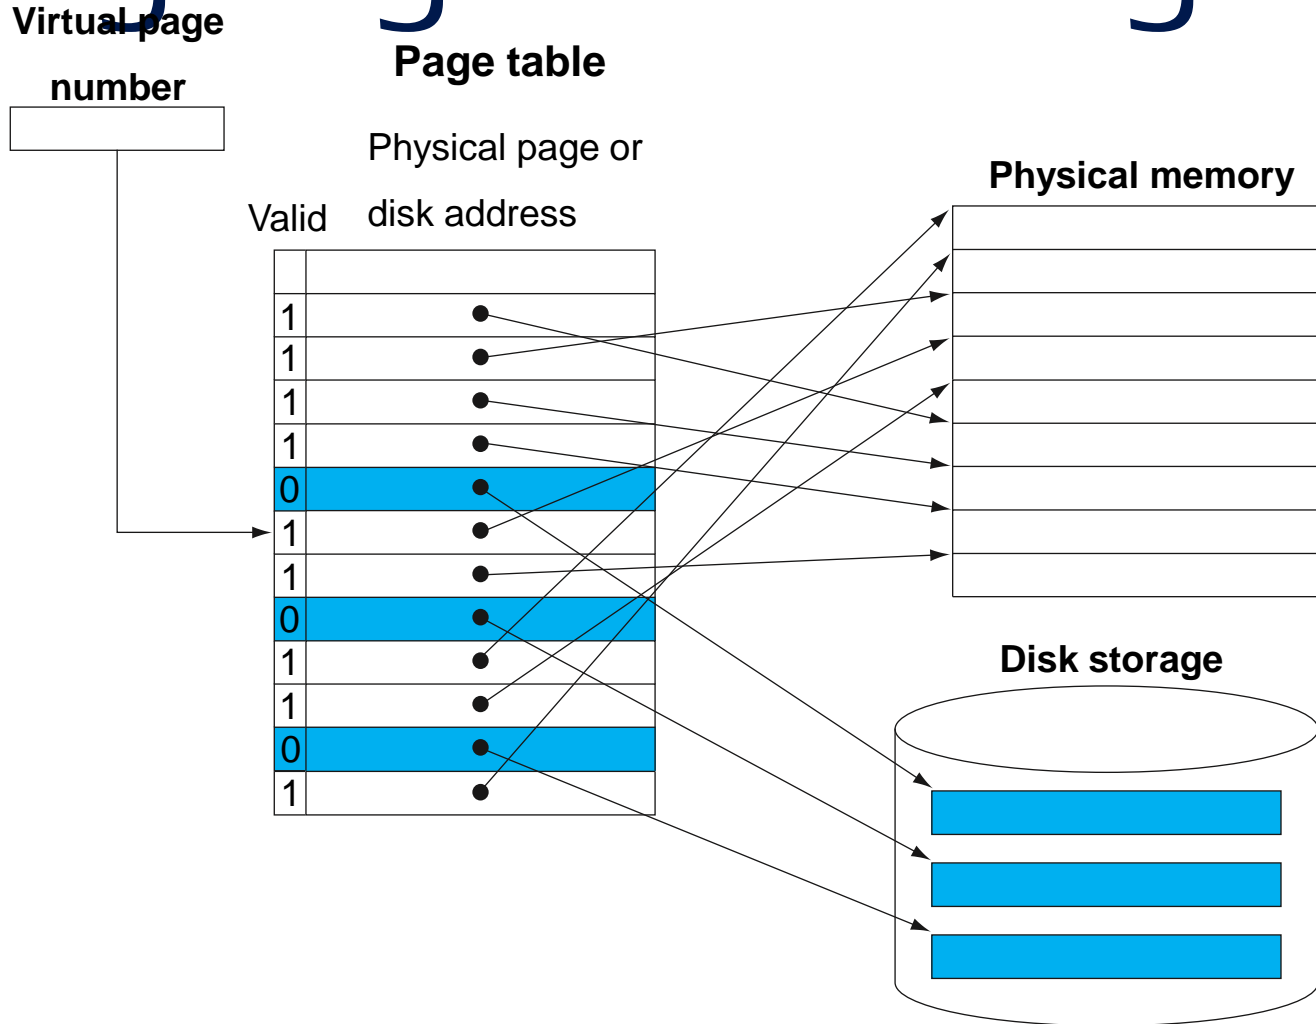 Virtual page
number
Page table
Physical page or
disk address
Valid
1
1
1
1
0
1
1
0
1
1
0
1
Physical memory
Disk storage